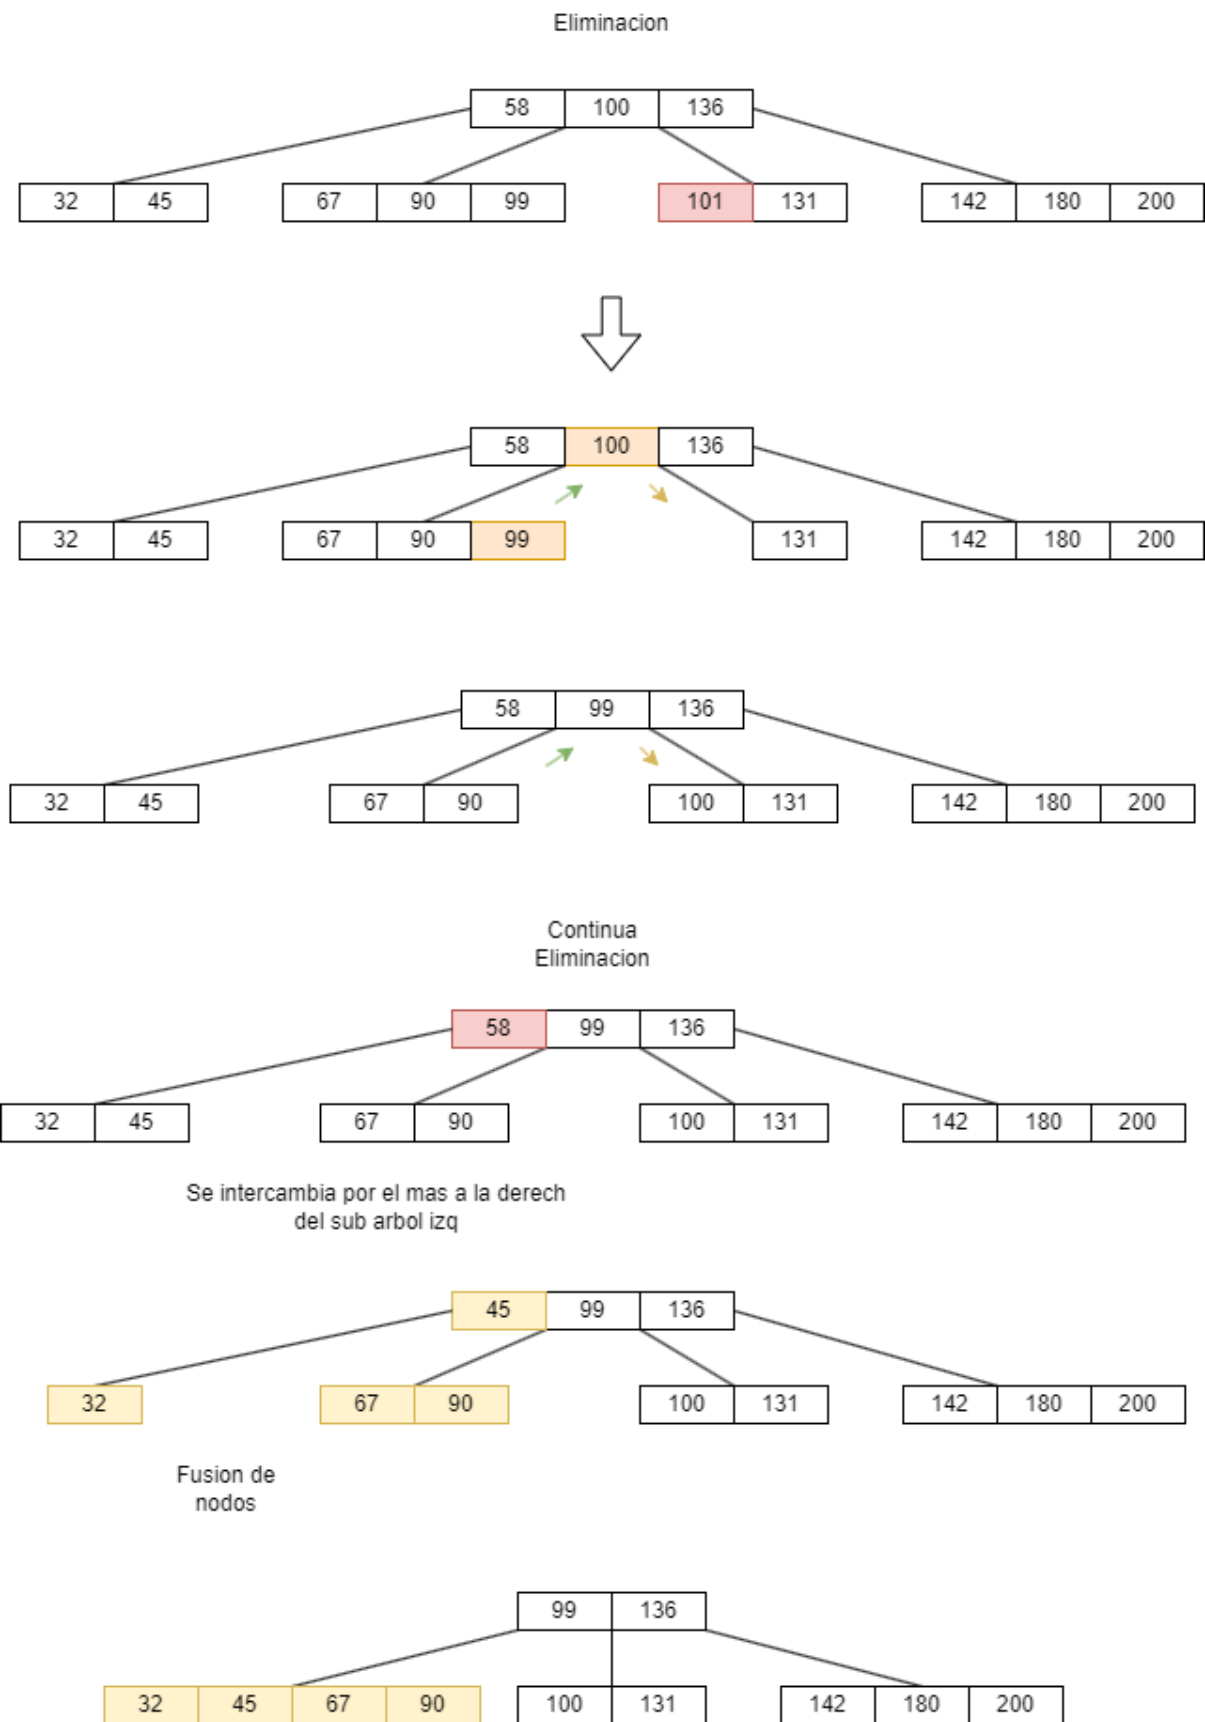 Eliminacion
58 100 136
32 45 67 90 99 101 131 142 180 200
58 100 136
32 45 67 90 99 131 142 180 200
58 99 136
32 45 67 90 100 131 142 180 200
Continua
Eliminacion
58 99 136
32 45 67 90 100 131 142 180 200
Se intercambia por el mas a la derech
del sub arbol izq
45 99 136
32 67 90 100 131 142 180 200
Fusion de
nodos
99 136
32 45 67 90 100 131 142 180 200